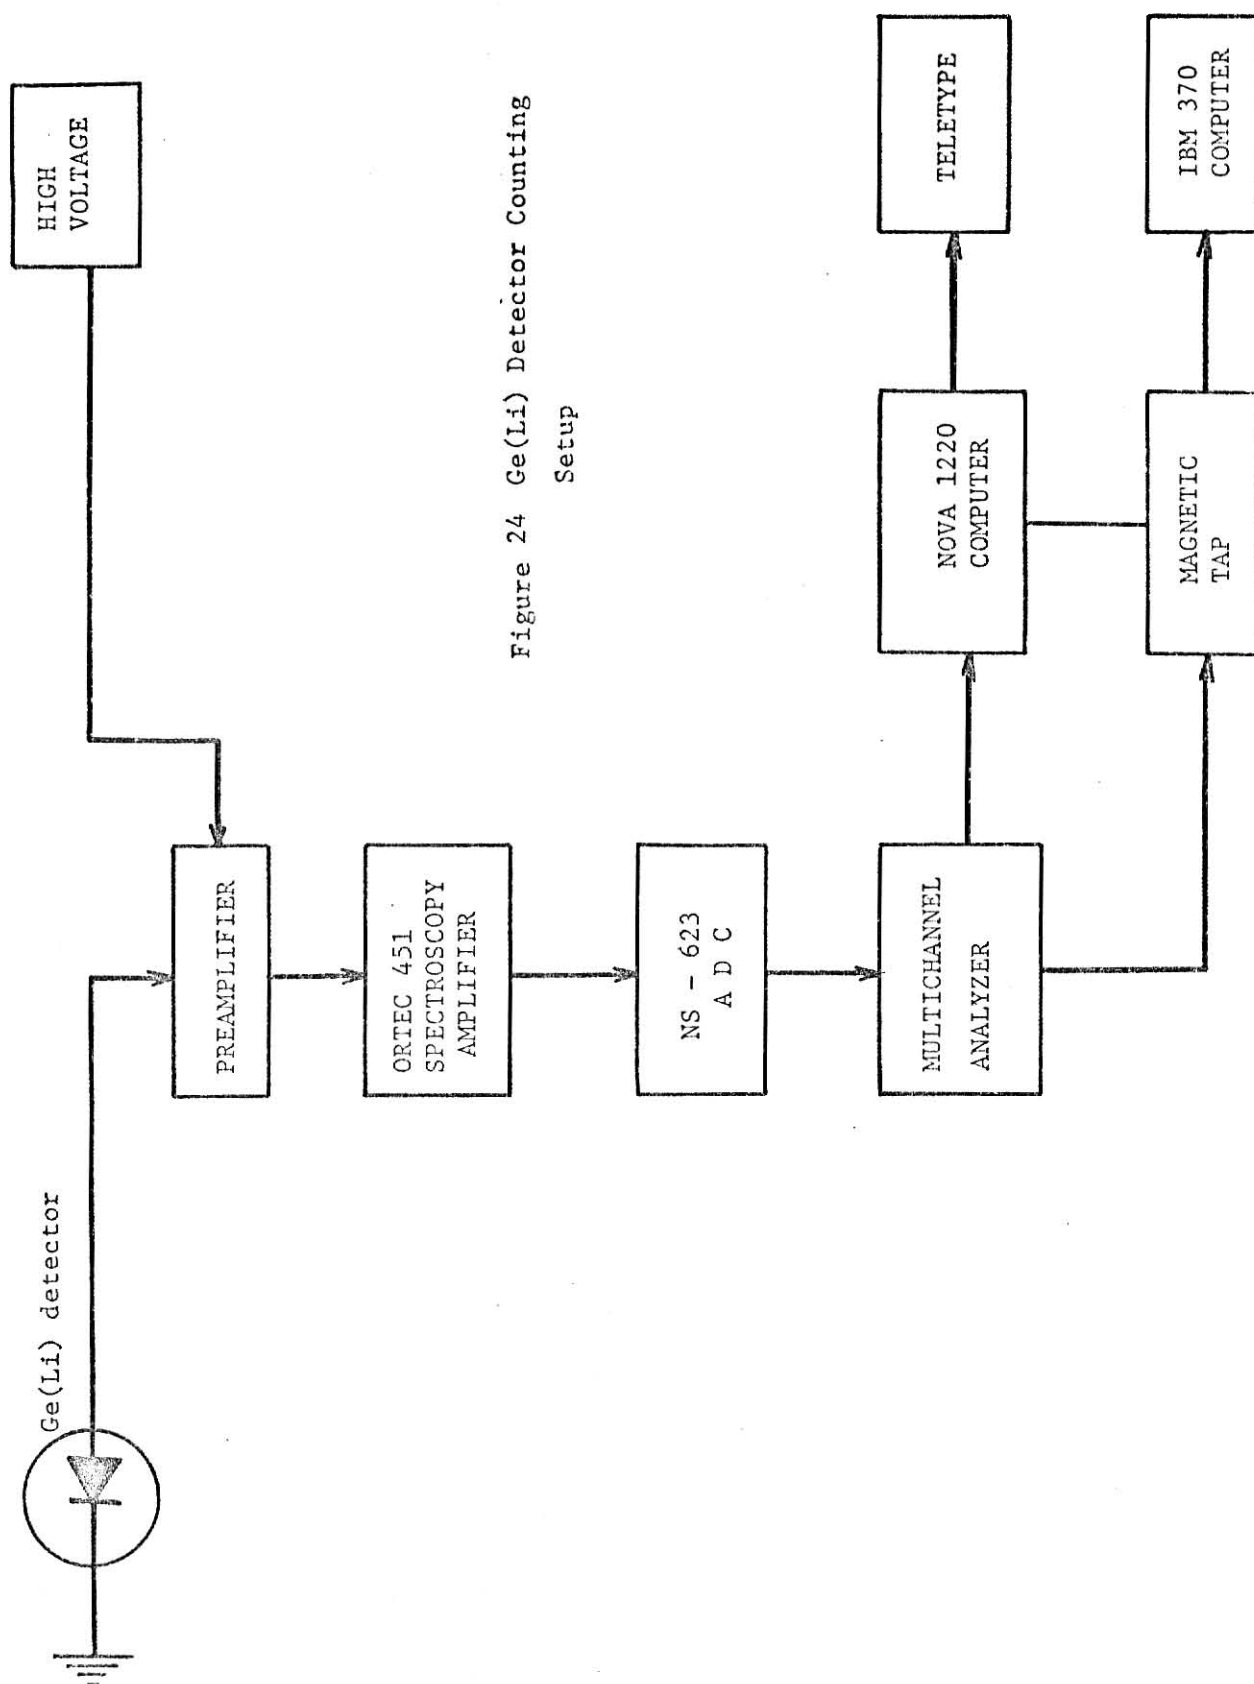 Ge(Li) detector
HIGH
VOLTAGE
PREAMPLIFIER
ORTEC 451
SPECTROSCOPY
AMPLIFIER
Figure 24 Ge(Li) Detector Counting
Setup
NS - 623
A D C
MULTICHANNEL
ANALYZER
NOVA 1220
COMPUTER
TELETYPE
MAGNETIC
TAP
IBM 370
COMPUTER